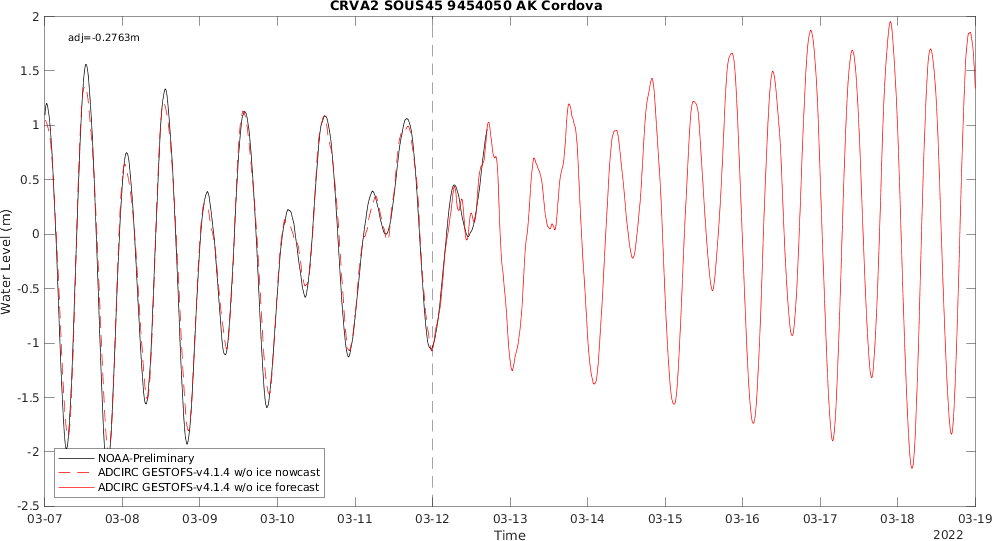 CRVA2 SOUS45 9454050 AK Cordova
adj=-0.2763m
2
1.5
1
0.5
0
-0.5
-1
-1.5
-2
-2.5
Water Level (m)
NOAA-Preliminary
ADCIRC GESTOFS-v4.1.4 w/o ice nowcast
ADCIRC GESTOFS-v4.1.4 w/o ice forecast
03-07 03-08 03-09 03-10 03-11 03-12 03-13 03-14 03-15 03-16 03-17 03-18 03-19
Time
2022